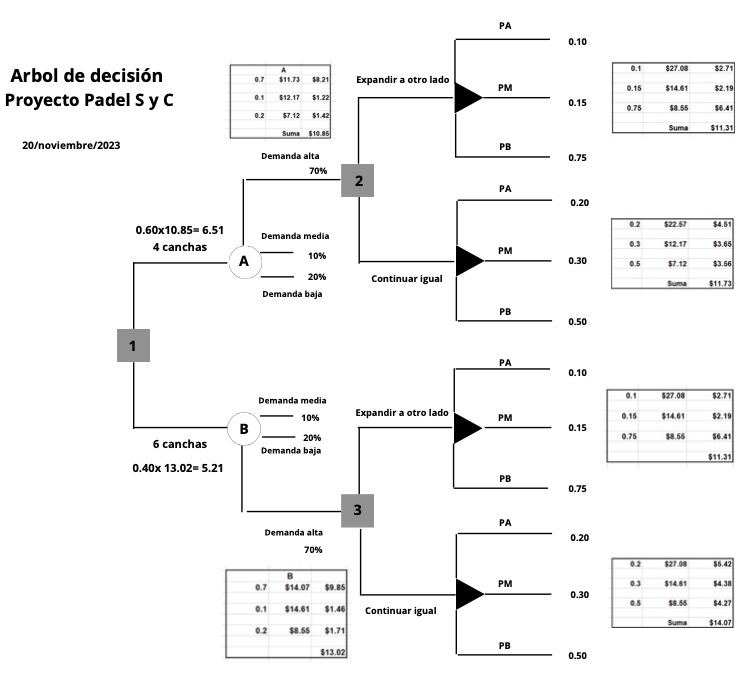 Arbol de decisión
Proyecto Padel S y C
20/noviembre/2023
A
0.7 $11.73 $8.21
0.1 $12.17 $1.22
0.2 $7.12 $1.42
Suma $10.85
Demanda alta
70%
0.60x10.85= 6.51
4 canchas
A
Demanda media
10%
20%
Demanda baja
1
2
Expandir a otro lado
PA
0.10
PM
0.15
PB
0.75
0.1 $27.08 $2.71
0.15 $14.61 $2.19
0.75 $8.55 $6.41
Suma $11.31
Continuar igual
PA
0.20
PM
0.30
PB
0.50
0.2 $22.57 $4.51
0.3 $12.17 $3.65
0.5 $7.12 $3.56
Suma $11.73
B
6 canchas
0.40x 13.02= 5.21
Demanda media
10%
20%
Demanda baja
Demanda alta
70%
B
0.7 $14.07 $9.85
0.1 $14.61 $1.46
0.2 $8.55 $1.71
$13.02
3
Expandir a otro lado
PA
0.10
PM
0.15
PB
0.75
0.1 $27.08 $2.71
0.15 $14.61 $2.19
0.75 $8.55 $6.41
$11.31
Continuar igual
PA
0.20
PM
0.30
PB
0.50
0.2 $27.08 $5.42
0.3 $14.61 $4.38
0.5 $8.55 $4.27
Suma $14.07